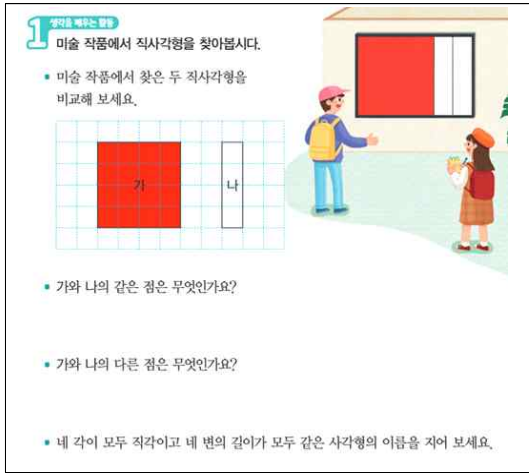 1 생각을 배우는 활동
미술 작품에서 직사각형을 찾아봅시다.
• 미술 작품에서 찾은 두 직사각형을
비교해 보세요.
가 나
• 가와 나의 같은 점은 무엇인가요?
• 가와 나의 다른 점은 무엇인가요?
• 네 각이 모두 직각이고 네 변의 길이가 모두 같은 사각형의 이름을 지어 보세요.